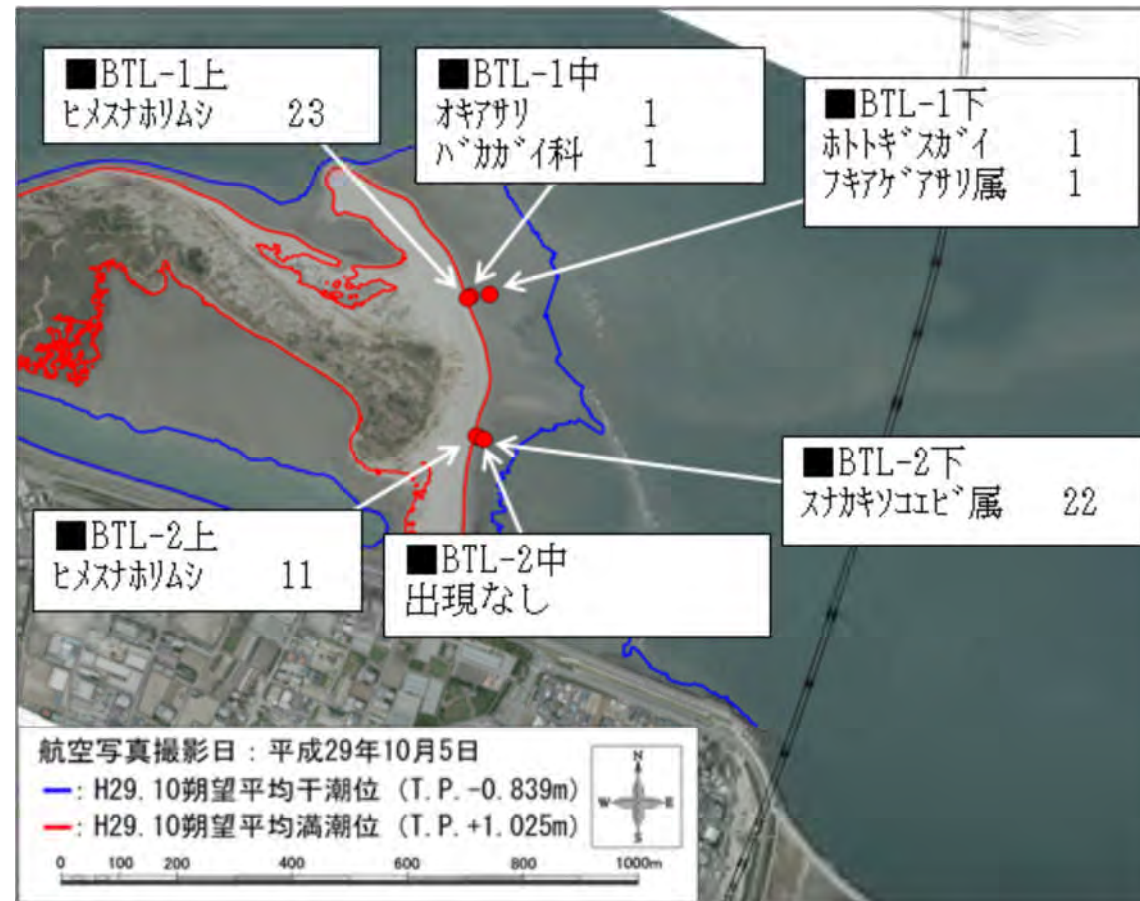 ■BTL-1上
ヒメスナホリムシ 23
■BTL-1中
オキアサリ 1
バカガイ科 1
■BTL-1下
ホトトギスガイ 1
フキアゲアサリ属 1
■BTL-2下
スナカキソコエビ属 22
■BTL-2上
ヒメスナホリムシ 11
■BTL-2中
出現なし
航空写真撮影日：平成29年10月5日
: H29.10朔望平均干潮位 (T.P.-0.839m)
: H29.10朔望平均満潮位 (T.P.+1.025m)
N
W E
S
0 100 200 400 600 800 1000m